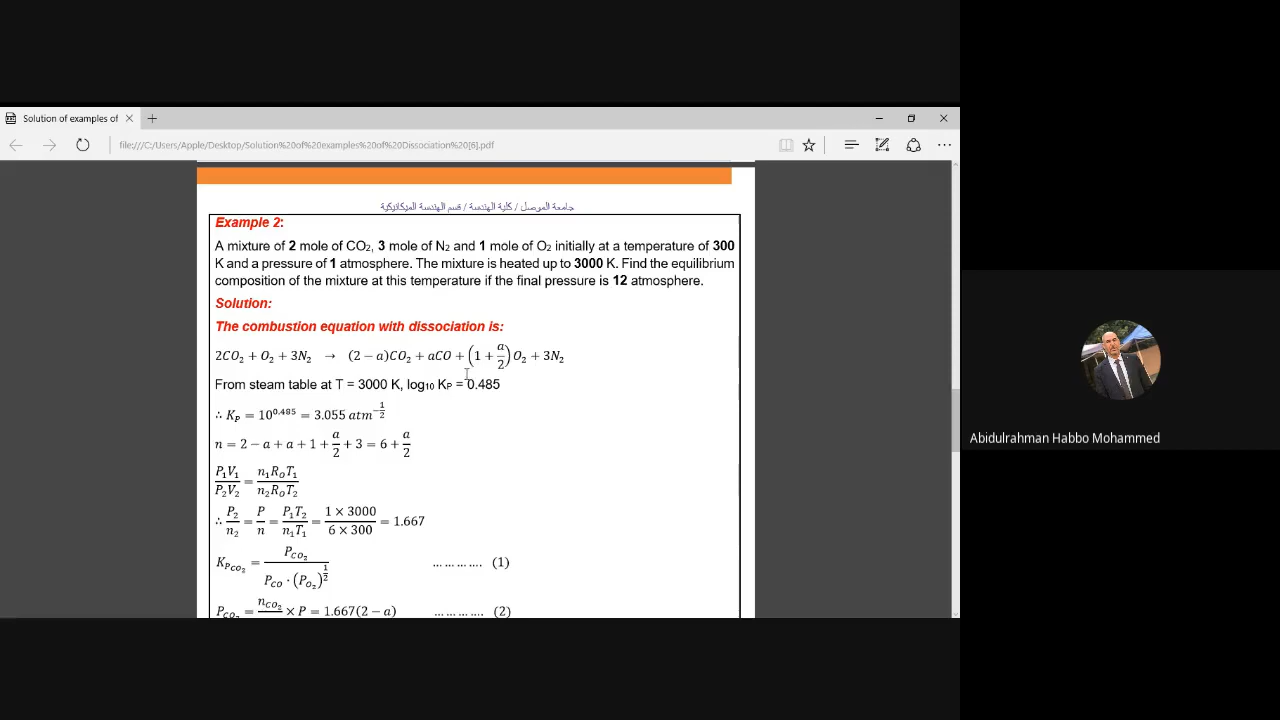 Solution of examples of
file:///C:/Users/Apple/Desktop/Solution%20of%20examples%20of%20Dissociation%20[6].pdf
جامعة الموصل / كلية الهندسة / قسم الهندسة الميكانيكية
Example 2:
A mixture of 2 mole of CO₂, 3 mole of N₂ and 1 mole of O₂ initially at a temperature of 300
K and a pressure of 1 atmosphere. The mixture is heated up to 3000 K. Find the equilibrium
composition of the mixture at this temperature if the final pressure is 12 atmosphere.
Solution:
The combustion equation with dissociation is:
2CO₂ + O₂ + 3N₂ → (2 − a)CO₂ + aCO + (1 + a/2)O₂ + 3N₂
From steam table at T = 3000 K, log₁₀ Kₚ = 0.485
∴ K_P = 10^0.485 = 3.055 atm^(−1/2)
n = 2 − a + a + 1 + a/2 + 3 = 6 + a/2
P₁V₁/P₂V₂ = n₁RₒT₁/n₂RₒT₂
∴ P₂/n₂ = P/n = P₁T₂/n₁T₁ = (1 × 3000)/(6 × 300) = 1.667
K_P_CO₂ = P_CO₂/(P_CO · (P_O₂)^(1/2)) ............ (1)
P_CO₂ = n_CO₂/ × P = 1.667(2 − a) ............ (2)
Abidulrahman Habbo Mohammed